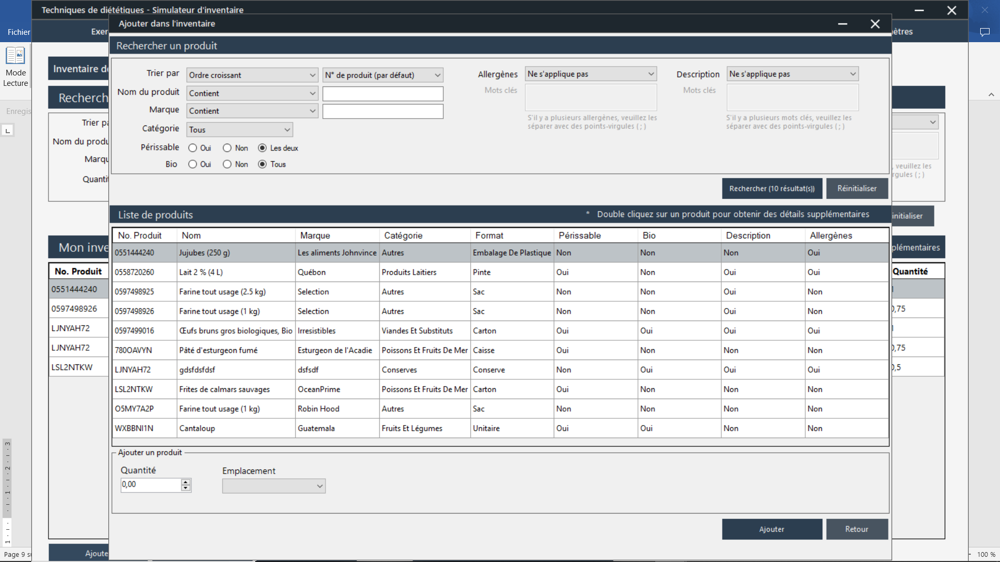 Techniques de diététiques - Simulateur d'inventaire
Ajouter dans l'inventaire
Fichier
Exer
ètres
Rechercher un produit
Mode
Lecture
Inventaire de
Recherch
Enregis
Trier par
Ordre croissant
N° de produit (par défaut)
Allergènes
Ne s'applique pas
Description
Ne s'applique pas
Nom du produit
Contient
Mots clés
Mots clés
Marque
Contient
S'il y a plusieurs allergènes, veuillez les
séparer avec des points-virgules ( ; )
S'il y a plusieurs mots clés, veuillez les
séparer avec des points-virgules ( ; )
Catégorie
Tous
Périssable
Oui
Non
Les deux
Bio
Oui
Non
Tous
Trier pa
Nom du produ
Marqu
Quantit
, veuillez les
rgules ( ; )
Rechercher (10 résultat(s))
Réinitialiser
initialiser
Liste de produits
* Double cliquez sur un produit pour obtenir des détails supplémentaires
Mon inve
plémentaires
No. Produit Nom Marque Catégorie Format Périssable Bio Description Allergènes
0551444240 Jujubes (250 g) Les aliments Johnvince Autres Embalage De Plastique Non Non Non Oui
0558720260 Lait 2 % (4 L) Québon Produits Laitiers Pinte Oui Non Oui Oui
0597498925 Farine tout usage (2.5 kg) Selection Autres Sac Non Non Oui Non
0597498926 Farine tout usage (1 kg) Selection Autres Sac Non Non Oui Non
0597499016 Œufs bruns gros biologiques, Bio Irresistibles Viandes Et Substituts Carton Oui Oui Oui Oui
780OAVYN Pâté d'esturgeon fumé Esturgeon de l'Acadie Poissons Et Fruits De Mer Caisse Oui Non Non Non
LJNYAH72 gdsfdsfdsf dsfsdf Conserves Conserve Non Oui Oui Oui
LSL2NTKW Frites de calmars sauvages OceanPrime Poissons Et Fruits De Mer Carton Oui Non Non Non
O5MY7A2P Farine tout usage (1 kg) Robin Hood Autres Sac Non Non Non Non
WXBBNI1N Cantaloup Guatemala Fruits Et Légumes Unitaire Oui Oui Non Non
No. Produit
Quantité
0551444240
0597498926
0,75
LJNYAH72
LJNYAH72
0,75
LSL2NTKW
0,5
Ajouter un produit
Quantité
Emplacement
0,00
Ajouter
Retour
3
2
1
1
Page 9 su
Ajoute
100 %